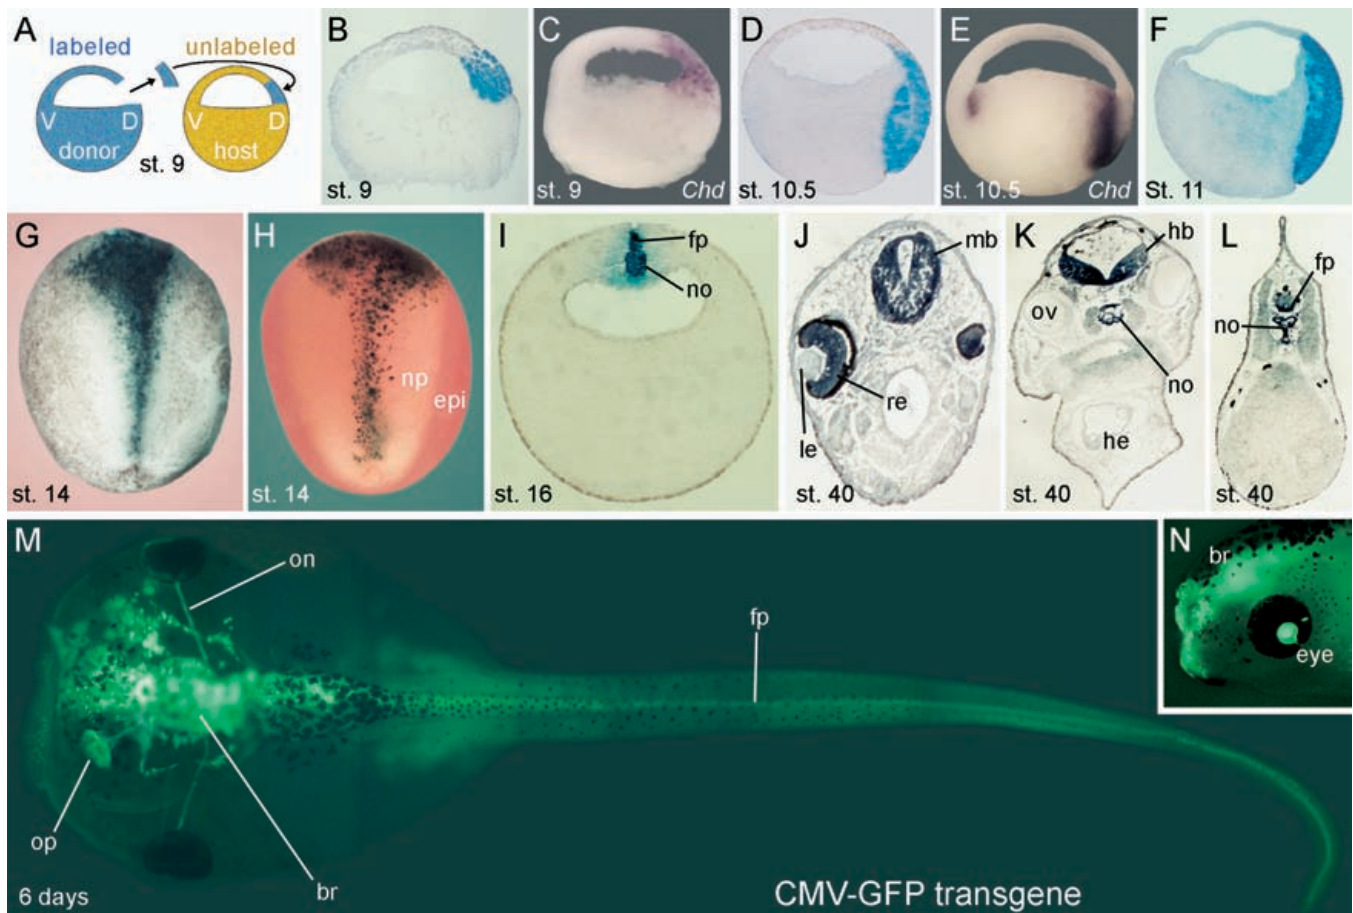 A
labeled
unlabeled
V
D
V
D
donor
host
st. 9
B
st. 9
C
st. 9
Chd
D
st. 10.5
E
st. 10.5
Chd
F
St. 11
G
st. 14
H
np
epi
st. 14
I
fp
no
st. 16
J
mb
re
le
st. 40
K
hb
ov
no
he
st. 40
L
fp
no
st. 40
M
on
fp
op
br
6 days
CMV-GFP transgene
N
br
eye